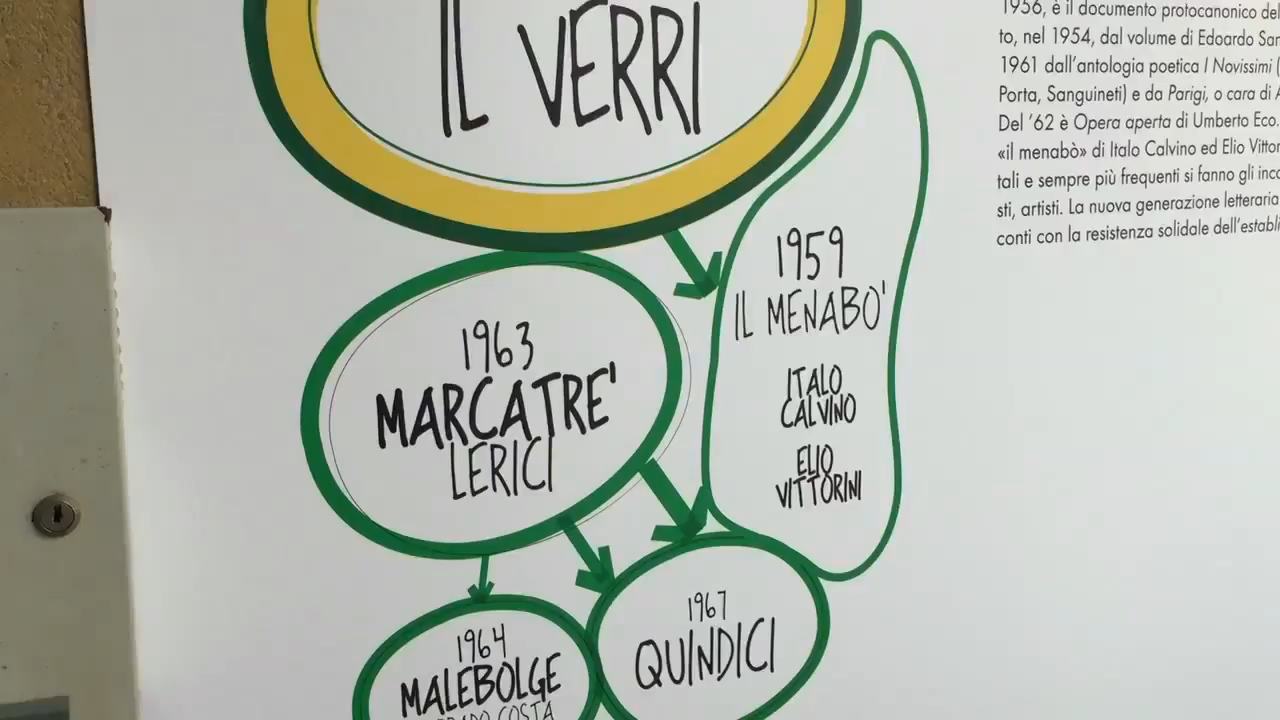 IL VERRI
1959
IL MENABO'
ITALO
CALVINO
ELIO
VITTORINI
1963
MARCATRE'
LERICI
1967
QUINDICI
1964
MALEBOLGE
COSTA
1956, è il documento protocanonico del
to, nel 1954, dal volume di Edoardo San
1961 dall'antologia poetica I Novissimi (
Porta, Sanguineti) e da Parigi, o cara di A
Del '62 è Opera aperta di Umberto Eco.
«il menabò» di Italo Calvino ed Elio Vittor
tali e sempre più frequenti si fanno gli inco
sti, artisti. La nuova generazione letteraria
conti con la resistenza solidale dell'establi